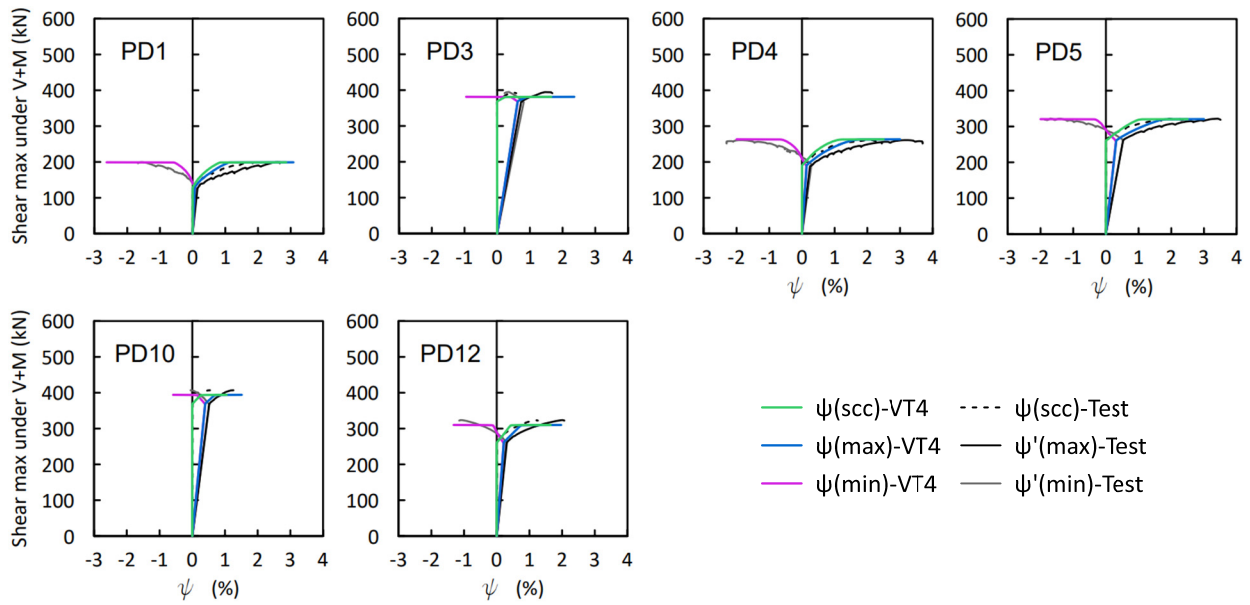 Shear max under V+M (kN)
600
500
400
300
200
100
0
PD1
-3 -2 -1 0 1 2 3 4
600
500
400
300
200
100
0
PD3
-3 -2 -1 0 1 2 3 4
600
500
400
300
200
100
0
PD4
-3 -2 -1 0 1 2 3 4
ψ (%)
600
500
400
300
200
100
0
PD5
-3 -2 -1 0 1 2 3 4
ψ (%)
Shear max under V+M (kN)
600
500
400
300
200
100
0
PD10
-3 -2 -1 0 1 2 3 4
ψ (%)
600
500
400
300
200
100
0
PD12
-3 -2 -1 0 1 2 3 4
ψ (%)
ψ(scc)-VT4 ψ(scc)-Test
ψ(max)-VT4 ψ'(max)-Test
ψ(min)-VT4 ψ'(min)-Test